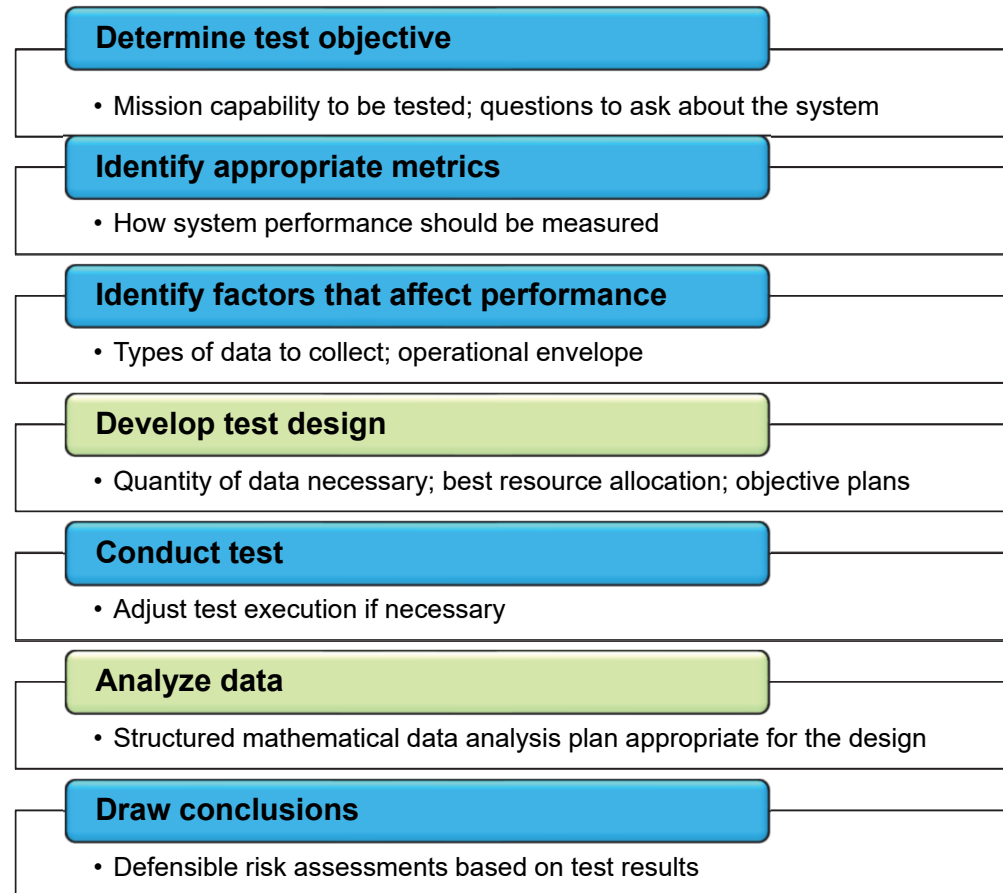 Determine test objective
• Mission capability to be tested; questions to ask about the system
Identify appropriate metrics
• How system performance should be measured
Identify factors that affect performance
• Types of data to collect; operational envelope
Develop test design
• Quantity of data necessary; best resource allocation; objective plans
Conduct test
• Adjust test execution if necessary
Analyze data
• Structured mathematical data analysis plan appropriate for the design
Draw conclusions
• Defensible risk assessments based on test results